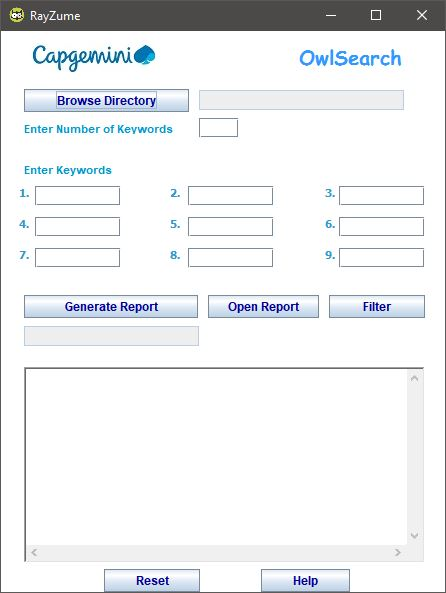 RayZume
Capgemini OwlSearch
Browse Directory
Enter Number of Keywords
Enter Keywords
1. 2. 3.
4. 5. 6.
7. 8. 9.
Generate Report Open Report Filter
Reset Help